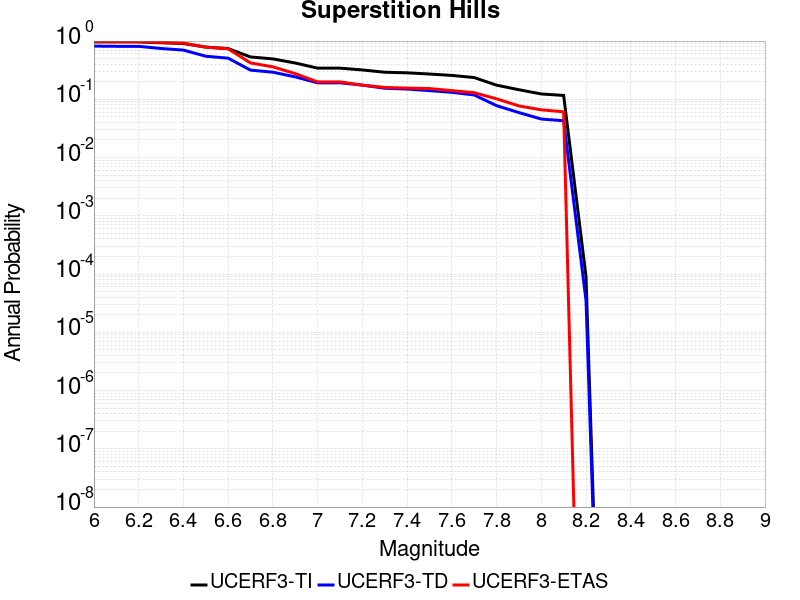 Superstition Hills
Annual Probability
10^0
10^-1
10^-2
10^-3
10^-4
10^-5
10^-6
10^-7
10^-8
6 6.2 6.4 6.6 6.8 7 7.2 7.4 7.6 7.8 8 8.2 8.4 8.6 8.8 9
Magnitude
UCERF3-TI UCERF3-TD UCERF3-ETAS